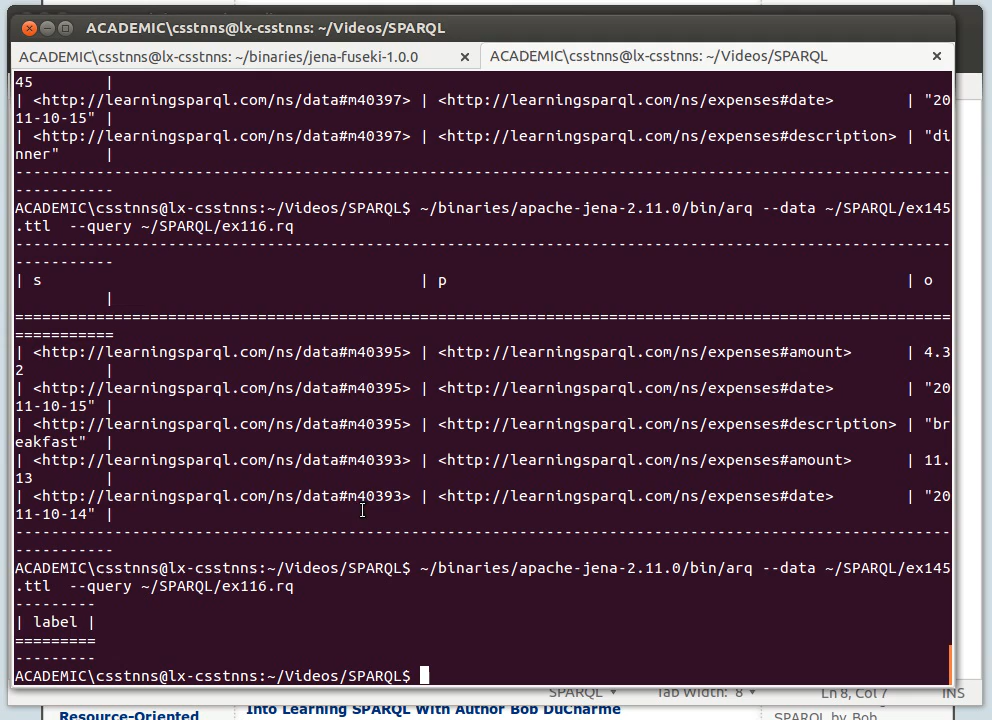 ACADEMIC\csstnns@lx-csstnns: ~/Videos/SPARQL
ACADEMIC\csstnns@lx-csstnns: ~/binaries/jena-fuseki-1.0.0 × ACADEMIC\csstnns@lx-csstnns: ~/Videos/SPARQL ×
45          |
| <http://learningsparql.com/ns/data#m40397> | <http://learningsparql.com/ns/expenses#date>        | "20
11-10-15" |
| <http://learningsparql.com/ns/data#m40397> | <http://learningsparql.com/ns/expenses#description> | "di
nner"     |
--------------------------------------------------------------------------------------------------------
-----------
ACADEMIC\csstnns@lx-csstnns:~/Videos/SPARQL$ ~/binaries/apache-jena-2.11.0/bin/arq --data ~/SPARQL/ex145
.ttl  --query ~/SPARQL/ex116.rq
--------------------------------------------------------------------------------------------------------
-----------
| s                                          | p                                                   | o
          |
========================================================================================================
===========
| <http://learningsparql.com/ns/data#m40395> | <http://learningsparql.com/ns/expenses#amount>      | 4.3
2         |
| <http://learningsparql.com/ns/data#m40395> | <http://learningsparql.com/ns/expenses#date>        | "20
11-10-15" |
| <http://learningsparql.com/ns/data#m40395> | <http://learningsparql.com/ns/expenses#description> | "br
eakfast"  |
| <http://learningsparql.com/ns/data#m40393> | <http://learningsparql.com/ns/expenses#amount>      | 11.
13        |
| <http://learningsparql.com/ns/data#m40393> | <http://learningsparql.com/ns/expenses#date>        | "20
11-10-14" |
--------------------------------------------------------------------------------------------------------
-----------
ACADEMIC\csstnns@lx-csstnns:~/Videos/SPARQL$ ~/binaries/apache-jena-2.11.0/bin/arq --data ~/SPARQL/ex145
.ttl  --query ~/SPARQL/ex116.rq
---------
| label |
=========
---------
ACADEMIC\csstnns@lx-csstnns:~/Videos/SPARQL$
SPARQL ▾ Tab Width: 8 ▾ Ln 8, Col 7 INS
Resource-Oriented
Into Learning SPARQL With Author Bob DuCharme
SPARQL by Bob